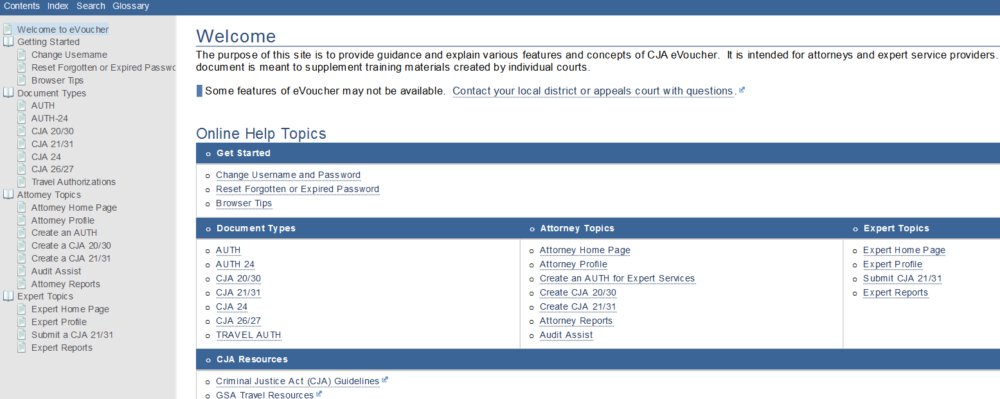 Contents Index Search Glossary
Welcome to eVoucher
Getting Started
Change Username
Reset Forgotten or Expired Passwo
Browser Tips
Document Types
AUTH
AUTH-24
CJA 20/30
CJA 21/31
CJA 24
CJA 26/27
Travel Authorizations
Attorney Topics
Attorney Home Page
Attorney Profile
Create an AUTH
Create a CJA 20/30
Create a CJA 21/31
Audit Assist
Attorney Reports
Expert Topics
Expert Home Page
Expert Profile
Submit a CJA 21/31
Expert Reports
Welcome
The purpose of this site is to provide guidance and explain various features and concepts of CJA eVoucher.  It is intended for attorneys and expert service providers.
document is meant to supplement training materials created by individual courts.
Some features of eVoucher may not be available.  Contact your local district or appeals court with questions.
Online Help Topics
Get Started
Change Username and Password
Reset Forgotten or Expired Password
Browser Tips
Document Types
AUTH
AUTH 24
CJA 20/30
CJA 21/31
CJA 24
CJA 26/27
TRAVEL AUTH
Attorney Topics
Attorney Home Page
Attorney Profile
Create an AUTH for Expert Services
Create CJA 20/30
Create CJA 21/31
Attorney Reports
Audit Assist
Expert Topics
Expert Home Page
Expert Profile
Submit CJA 21/31
Expert Reports
CJA Resources
Criminal Justice Act (CJA) Guidelines
GSA Travel Resources